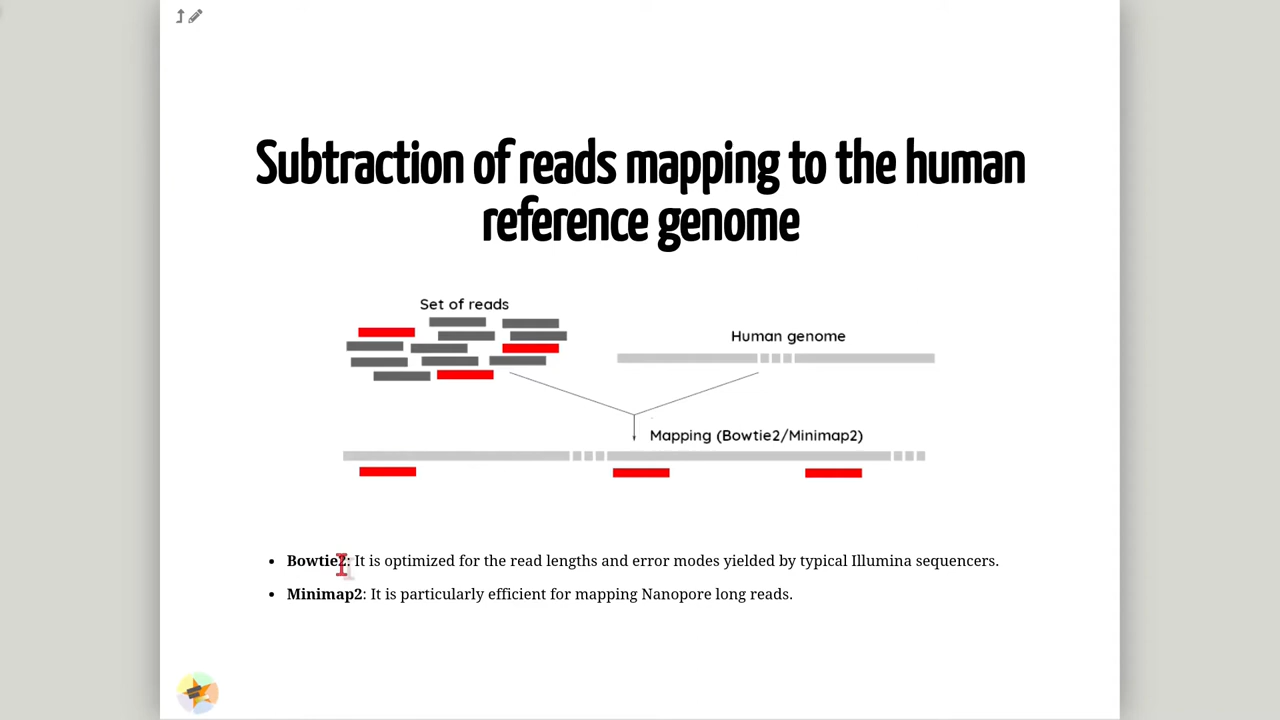 Subtraction of reads mapping to the human
reference genome
Set of reads
Human genome
Mapping (Bowtie2/Minimap2)
• Bowtie2: It is optimized for the read lengths and error modes yielded by typical Illumina sequencers.
• Minimap2: It is particularly efficient for mapping Nanopore long reads.